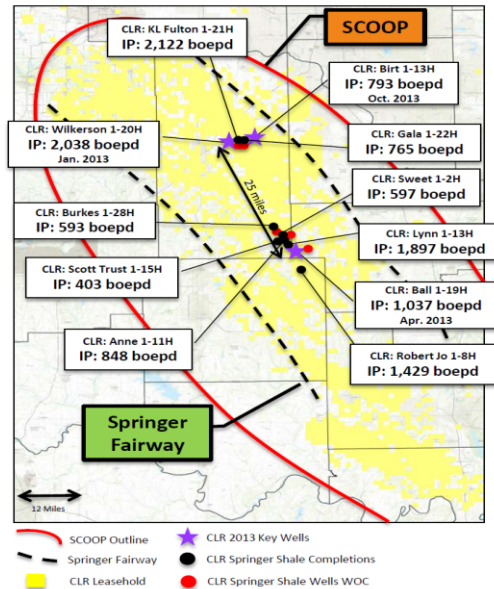 CLR: KL Fulton 1-21H
IP: 2,122 boepd
SCOOP
CLR: Birt 1-13H
IP: 793 boepd
Oct. 2013
CLR: Wilkerson 1-20H
IP: 2,038 boepd
Jan. 2013
CLR: Gala 1-22H
IP: 765 boepd
25 miles
CLR: Sweet 1-2H
IP: 597 boepd
CLR: Burkes 1-28H
IP: 593 boepd
CLR: Lynn 1-13H
IP: 1,897 boepd
CLR: Scott Trust 1-15H
IP: 403 boepd
CLR: Ball 1-19H
IP: 1,037 boepd
Apr. 2013
CLR: Anne 1-11H
IP: 848 boepd
CLR: Robert Jo 1-8H
IP: 1,429 boepd
Springer
Fairway
12 Miles
SCOOP Outline
CLR 2013 Key Wells
Springer Fairway
CLR Springer Shale Completions
CLR Leasehold
CLR Springer Shale Wells WOC